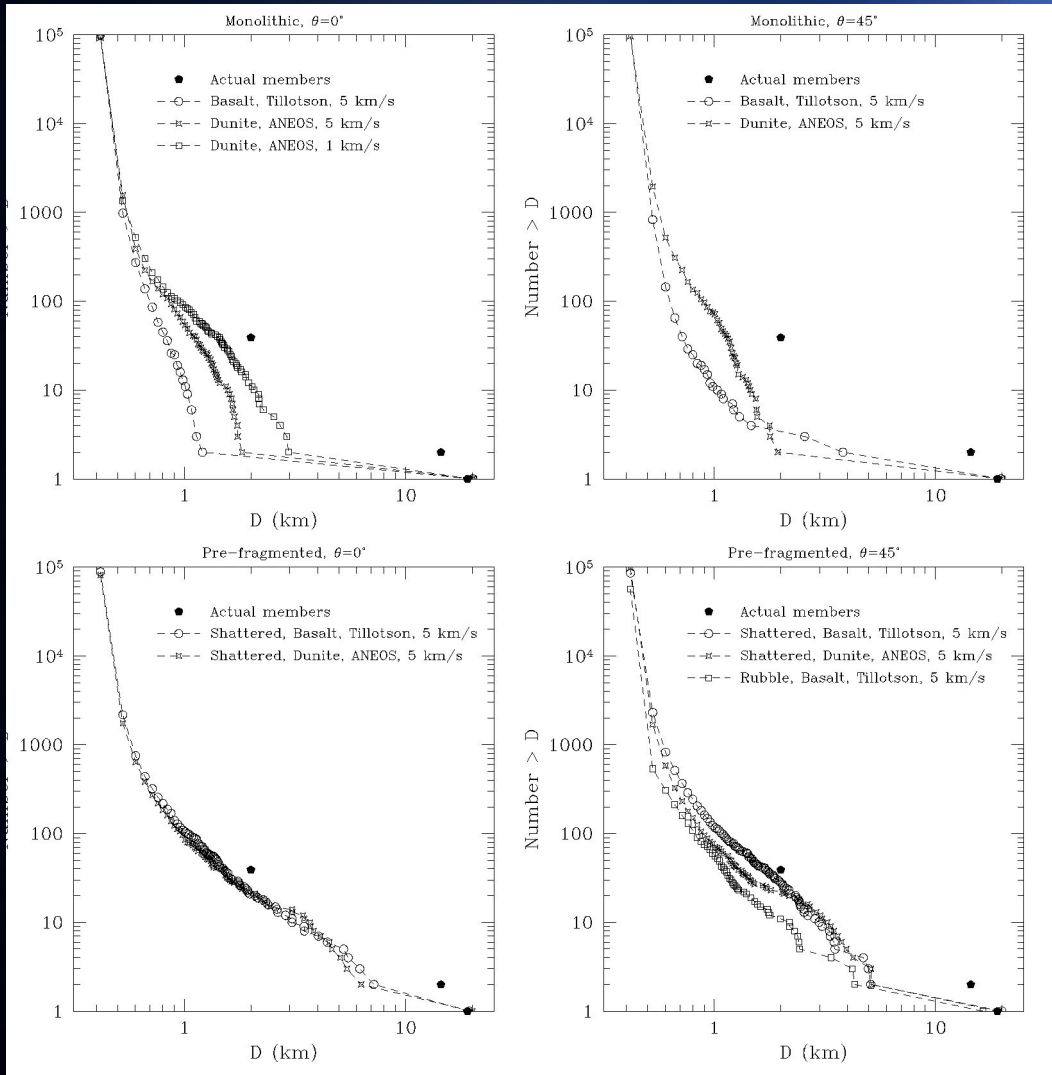 Monolithic, θ=0°
10⁵
10⁴
1000
100
10
1
Actual members
Basalt, Tillotson, 5 km/s
Dunite, ANEOS, 5 km/s
Dunite, ANEOS, 1 km/s
1
10
D (km)
Monolithic, θ=45°
Number > D
10⁵
10⁴
1000
100
10
1
Actual members
Basalt, Tillotson, 5 km/s
Dunite, ANEOS, 5 km/s
1
10
D (km)
Pre-fragmented, θ=0°
10⁵
10⁴
1000
100
10
1
Actual members
Shattered, Basalt, Tillotson, 5 km/s
Shattered, Dunite, ANEOS, 5 km/s
1
10
D (km)
Pre-fragmented, θ=45°
Number > D
10⁵
10⁴
1000
100
10
1
Actual members
Shattered, Basalt, Tillotson, 5 km/s
Shattered, Dunite, ANEOS, 5 km/s
Rubble, Basalt, Tillotson, 5 km/s
1
10
D (km)